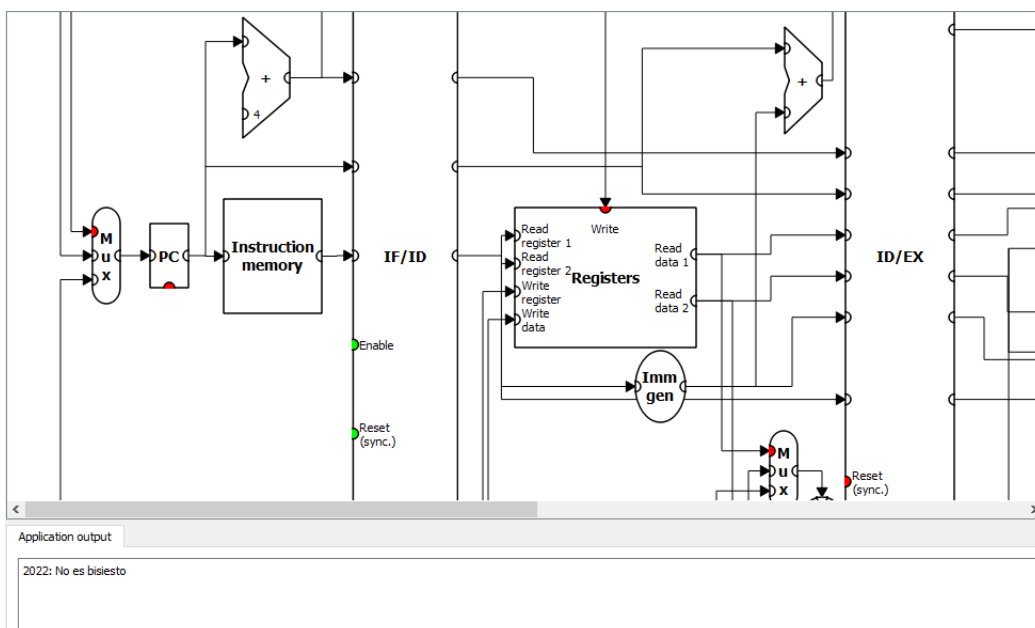 +
4
+
M
u
x
PC
Instruction
memory
IF/ID
Read
register 1
Read
register 2
Write
register
Write
data
Write
Registers
Read
data 1
Read
data 2
ID/EX
Enable
Imm
gen
Reset
(sync.)
M
u
x
Reset
(sync.)
Application output
2022: No es bisiesto